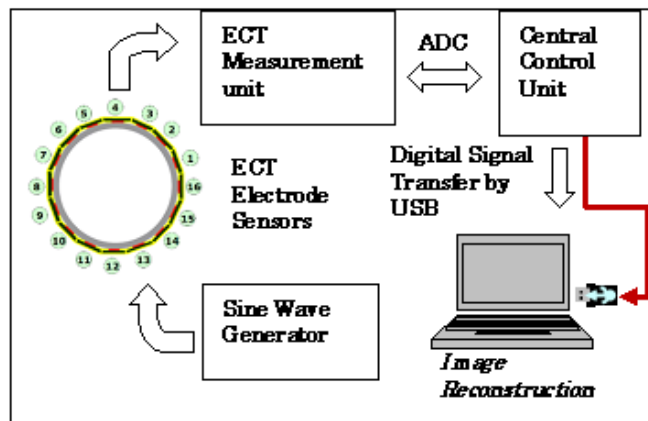 ECT
Measurement
unit
ADC
Central
Control
Unit
4
5
3
6
2
7
1
8
16
9
15
10
14
11
13
12
ECT
Electrode
Sensors
Digital Signal
Transfer by
USB
Sine Wave
Generator
Image
Reconstruction